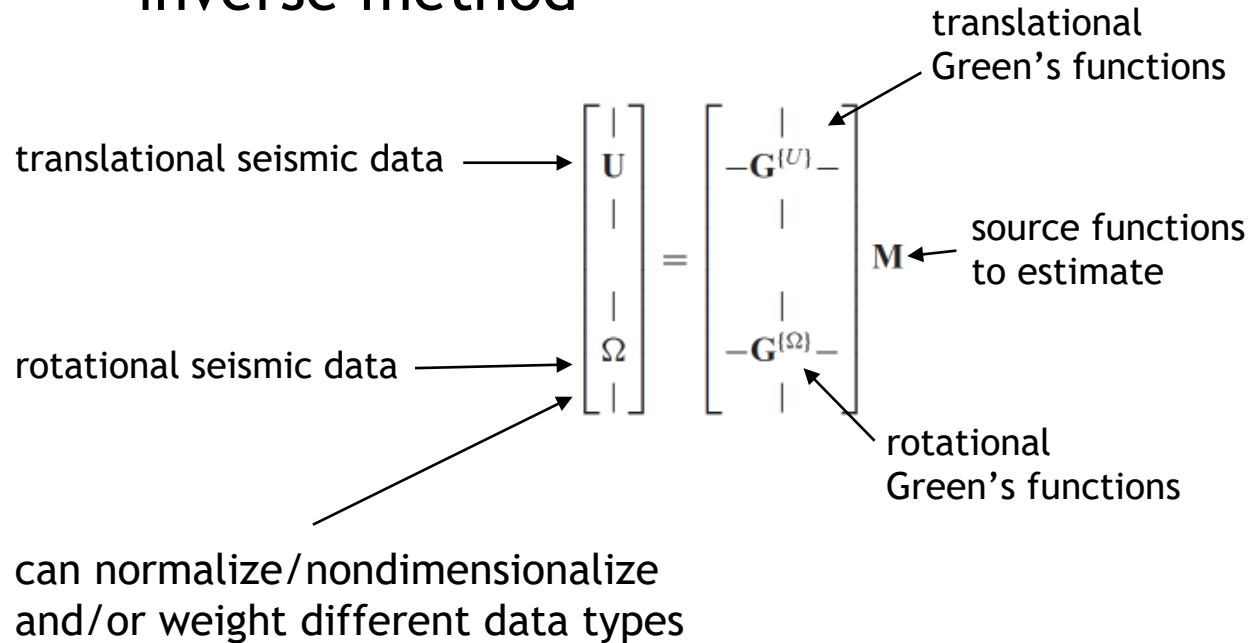 inverse method
translational
Green's functions
translational seismic data
|
U
|
|
Ω
|
=
|
−G^{{U}}−
|
|
−G^{{Ω}}−
|
M
source functions
to estimate
rotational seismic data
rotational
Green's functions
can normalize/nondimensionalize
and/or weight different data types